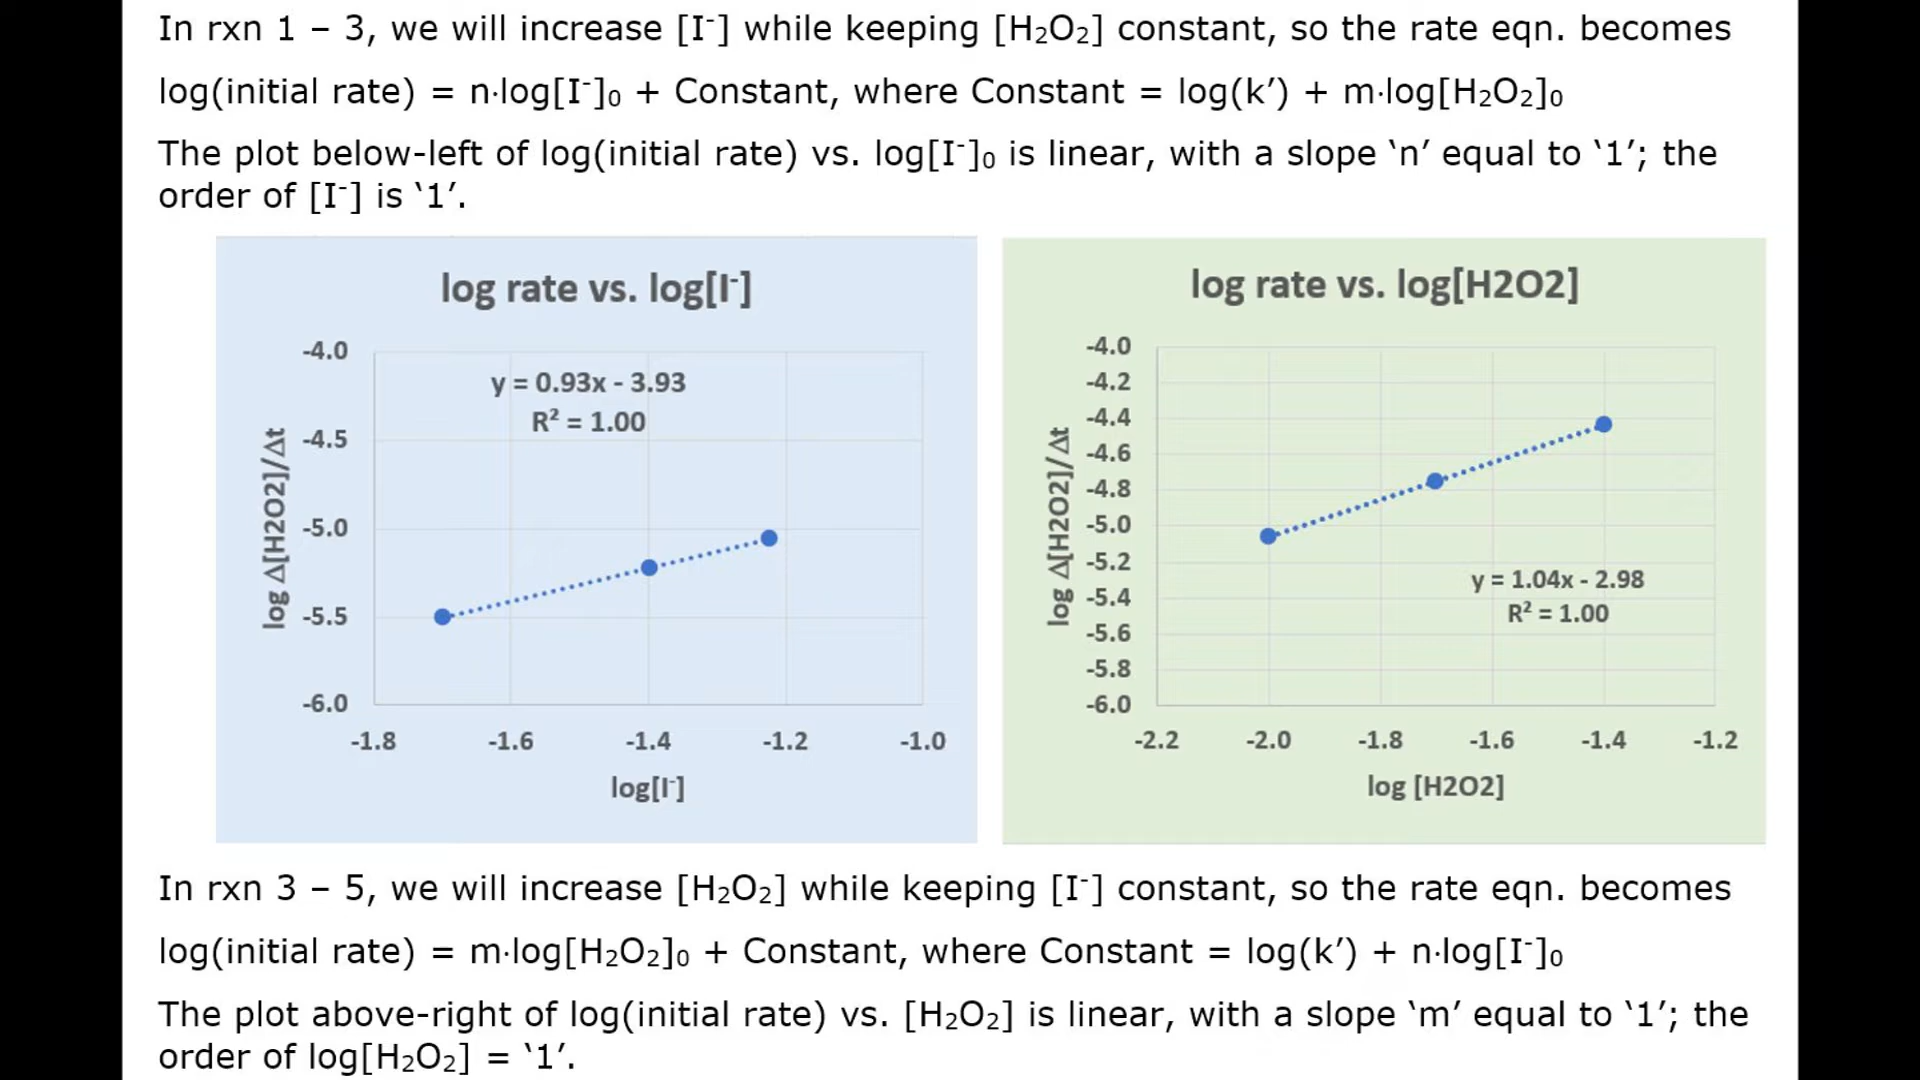 In rxn 1 – 3, we will increase [I⁻] while keeping [H₂O₂] constant, so the rate eqn. becomes
log(initial rate) = n·log[I⁻]₀ + Constant, where Constant = log(k′) + m·log[H₂O₂]₀
The plot below-left of log(initial rate) vs. log[I⁻]₀ is linear, with a slope ‘n’ equal to ‘1’; the
order of [I⁻] is ‘1’.
log rate vs. log[I⁻]
-4.0
-4.5
-5.0
-5.5
-6.0
log Δ[H2O2]/Δt
y = 0.93x - 3.93
R² = 1.00
-1.8 -1.6 -1.4 -1.2 -1.0
log[I⁻]
log rate vs. log[H2O2]
-4.0
-4.2
-4.4
-4.6
-4.8
-5.0
-5.2
-5.4
-5.6
-5.8
-6.0
log Δ[H2O2]/Δt
y = 1.04x - 2.98
R² = 1.00
-2.2 -2.0 -1.8 -1.6 -1.4 -1.2
log [H2O2]
In rxn 3 – 5, we will increase [H₂O₂] while keeping [I⁻] constant, so the rate eqn. becomes
log(initial rate) = m·log[H₂O₂]₀ + Constant, where Constant = log(k′) + n·log[I⁻]₀
The plot above-right of log(initial rate) vs. [H₂O₂] is linear, with a slope ‘m’ equal to ‘1’; the
order of log[H₂O₂] = ‘1’.